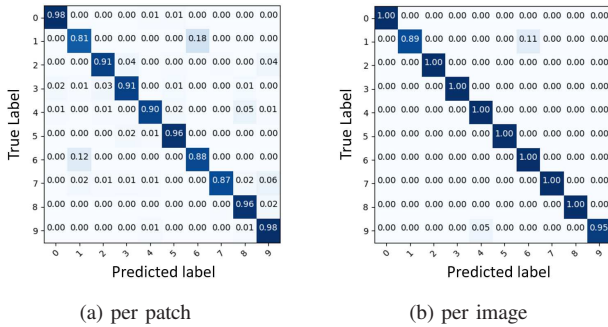 True Label
0 0.98 0.00 0.00 0.00 0.01 0.01 0.00 0.00 0.00 0.00
1 0.00 0.81 0.00 0.00 0.00 0.00 0.18 0.00 0.00 0.00
2 0.00 0.00 0.91 0.04 0.00 0.00 0.00 0.00 0.00 0.04
3 0.02 0.01 0.03 0.91 0.01 0.00 0.00 0.00 0.01 0.00
4 0.01 0.00 0.01 0.00 0.90 0.02 0.00 0.00 0.05 0.01
5 0.00 0.00 0.00 0.02 0.01 0.96 0.00 0.00 0.00 0.00
6 0.00 0.12 0.00 0.00 0.00 0.00 0.88 0.00 0.00 0.00
7 0.00 0.02 0.01 0.01 0.00 0.00 0.00 0.87 0.02 0.06
8 0.00 0.00 0.00 0.00 0.00 0.00 0.00 0.00 0.96 0.02
9 0.00 0.00 0.00 0.00 0.01 0.00 0.00 0.00 0.01 0.98
0 1 2 3 4 5 6 7 8 9
Predicted label
(a) per patch
True Label
0 1.00 0.00 0.00 0.00 0.00 0.00 0.00 0.00 0.00 0.00
1 0.00 0.89 0.00 0.00 0.00 0.00 0.11 0.00 0.00 0.00
2 0.00 0.00 1.00 0.00 0.00 0.00 0.00 0.00 0.00 0.00
3 0.00 0.00 0.00 1.00 0.00 0.00 0.00 0.00 0.00 0.00
4 0.00 0.00 0.00 0.00 1.00 0.00 0.00 0.00 0.00 0.00
5 0.00 0.00 0.00 0.00 0.00 1.00 0.00 0.00 0.00 0.00
6 0.00 0.00 0.00 0.00 0.00 0.00 1.00 0.00 0.00 0.00
7 0.00 0.00 0.00 0.00 0.00 0.00 0.00 1.00 0.00 0.00
8 0.00 0.00 0.00 0.00 0.00 0.00 0.00 0.00 1.00 0.00
9 0.00 0.00 0.00 0.00 0.05 0.00 0.00 0.00 0.00 0.95
0 1 2 3 4 5 6 7 8 9
Predicted label
(b) per image